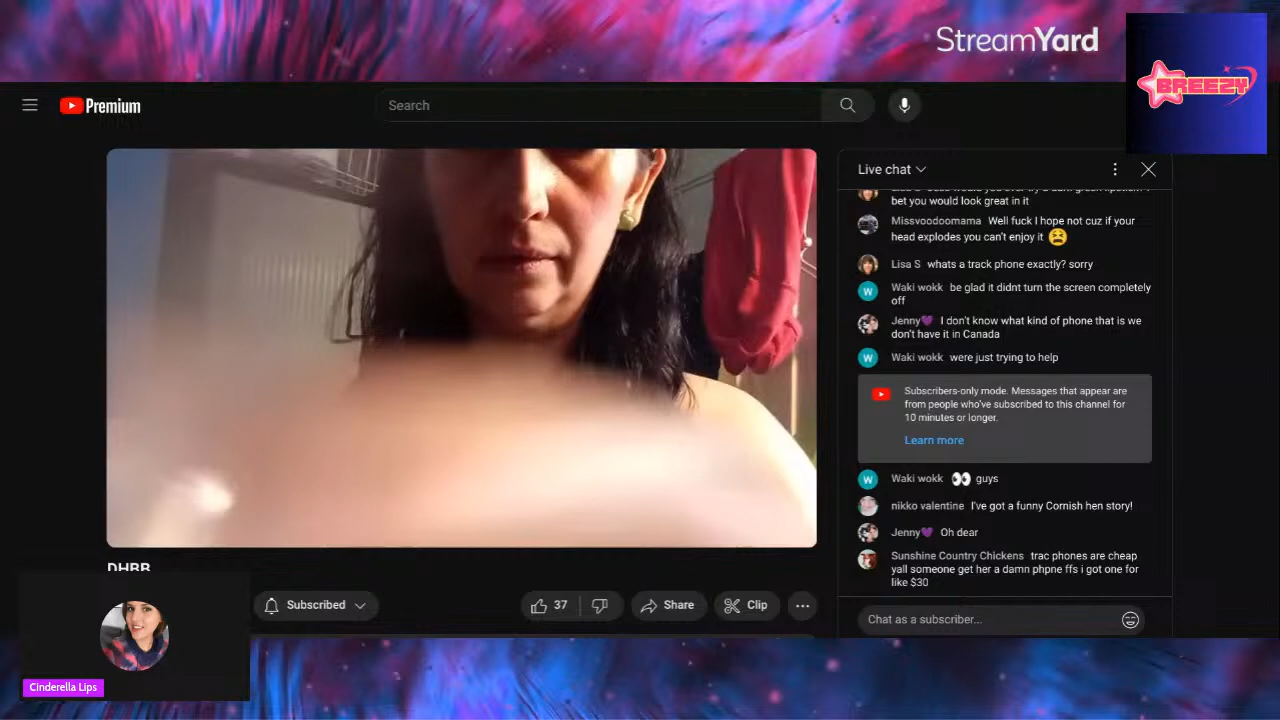 StreamYard
BREEZY
Premium
Search
Live chat
bet you would look great in it
Missvoodoomama Well fuck I hope not cuz if your
head explodes you can't enjoy it 😫
Lisa S whats a track phone exactly? sorry
W Waki wokk be glad it didnt turn the screen completely
off
Jenny💜 I don't know what kind of phone that is we
don't have it in Canada
W Waki wokk were just trying to help
Subscribers-only mode. Messages that appear are
from people who've subscribed to this channel for
10 minutes or longer.
Learn more
W Waki wokk 👀 guys
nikko valentine I've got a funny Cornish hen story!
Jenny💜 Oh dear
Sunshine Country Chickens trac phones are cheap
yall someone get her a damn phpne ffs i got one for
like $30
Chat as a subscriber...
DHRR
Subscribed
37
Share
Clip
Cinderella Lips